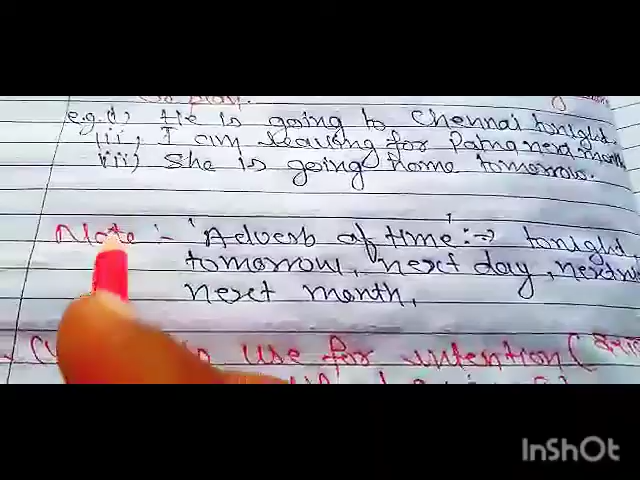 e.g.(i) He is going to Chennai tonight.
ii) I am leaving for Patna next month
iii) She is going home tomorrow.
Note :- 'Adverb of time' :-> tonight,
tomorrow, next day, next
next month.
use for intention (
InShOt